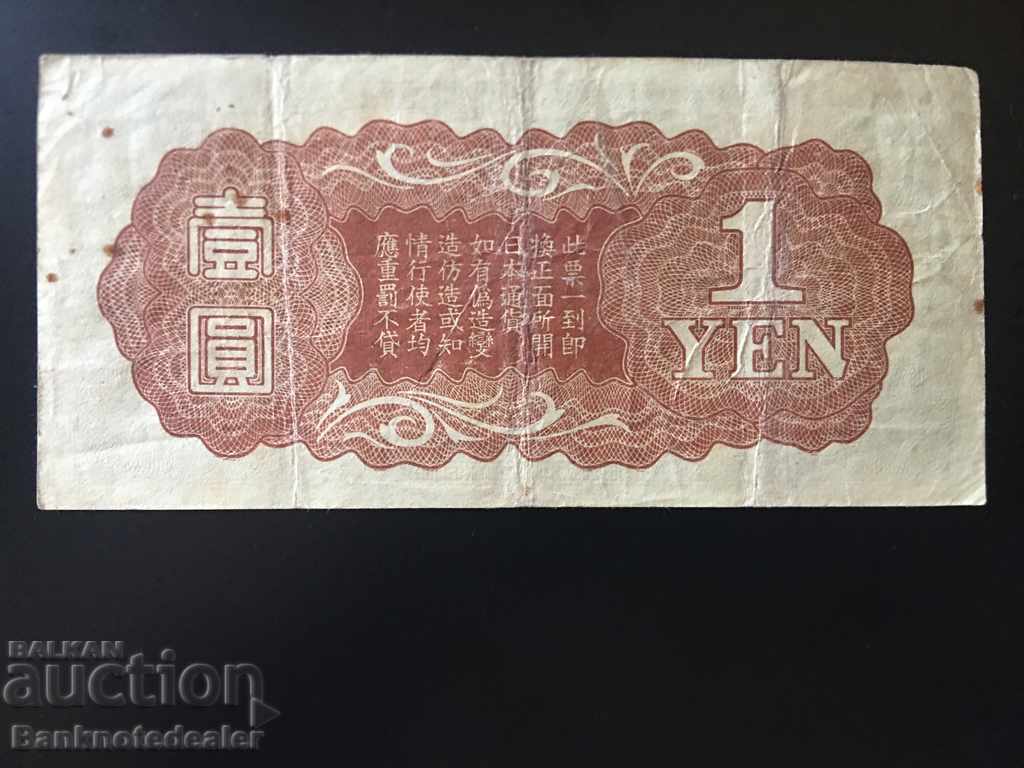 壹圓
此票一到即
換正面所開
日本通貨
如有偽造變
造仿造或知
情行使者均
應重罰不貸
1
YEN
BALKAN
auction
Banknotedealer